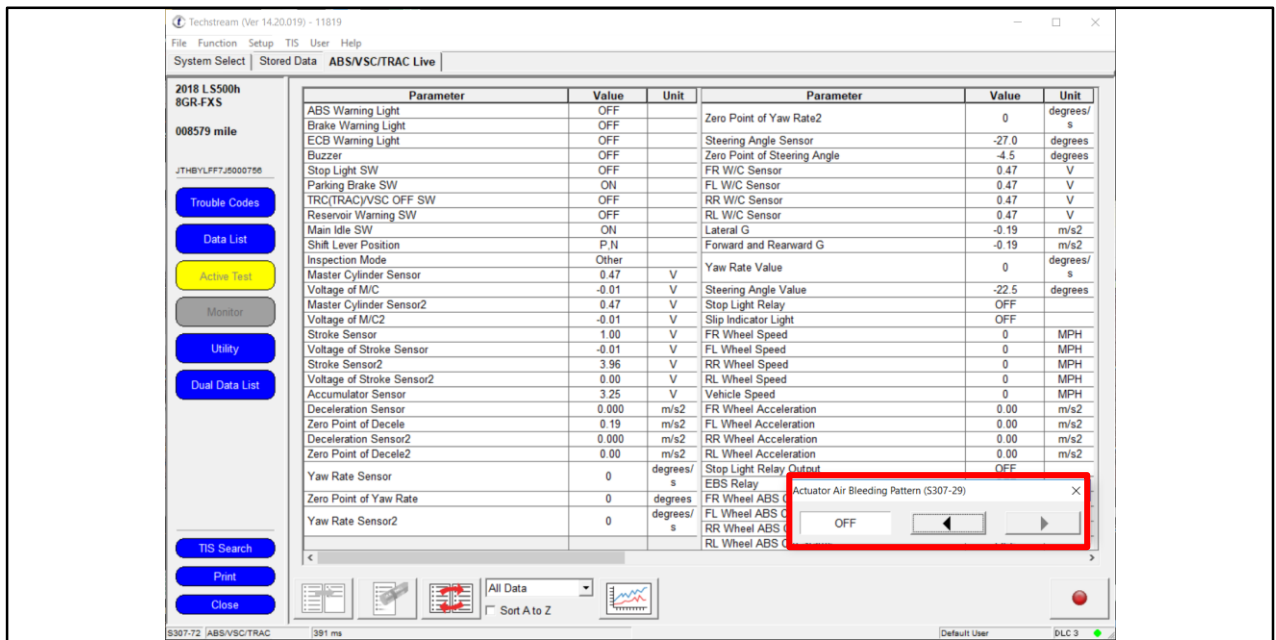 Techstream (Ver 14.20.019) - 11819
File Function Setup TIS User Help
System Select Stored Data ABS/VSC/TRAC Live
2018 LS500h
8GR-FXS
008579 mile
JTHBYLFF7J5000756
Trouble Codes
Data List
Active Test
Monitor
Utility
Dual Data List
TIS Search
Print
Close
Parameter Value Unit
ABS Warning Light OFF
Brake Warning Light OFF
ECB Warning Light OFF
Buzzer OFF
Stop Light SW OFF
Parking Brake SW ON
TRC(TRAC)/VSC OFF SW OFF
Reservoir Warning SW OFF
Main Idle SW ON
Shift Lever Position P,N
Inspection Mode Other
Master Cylinder Sensor 0.47 V
Voltage of M/C -0.01 V
Master Cylinder Sensor2 0.47 V
Voltage of M/C2 -0.01 V
Stroke Sensor 1.00 V
Voltage of Stroke Sensor -0.01 V
Stroke Sensor2 3.96 V
Voltage of Stroke Sensor2 0.00 V
Accumulator Sensor 3.25 V
Deceleration Sensor 0.000 m/s2
Zero Point of Decele 0.19 m/s2
Deceleration Sensor2 0.000 m/s2
Zero Point of Decele2 0.00 m/s2
Yaw Rate Sensor 0 degrees/s
Zero Point of Yaw Rate 0 degrees
Yaw Rate Sensor2 0 degrees/s
Parameter Value Unit
Zero Point of Yaw Rate2 0 degrees/s
Steering Angle Sensor -27.0 degrees
Zero Point of Steering Angle -4.5 degrees
FR W/C Sensor 0.47 V
FL W/C Sensor 0.47 V
RR W/C Sensor 0.47 V
RL W/C Sensor 0.47 V
Lateral G -0.19 m/s2
Forward and Rearward G -0.19 m/s2
Yaw Rate Value 0 degrees/s
Steering Angle Value -22.5 degrees
Stop Light Relay OFF
Slip Indicator Light OFF
FR Wheel Speed 0 MPH
FL Wheel Speed 0 MPH
RR Wheel Speed 0 MPH
RL Wheel Speed 0 MPH
Vehicle Speed 0 MPH
FR Wheel Acceleration 0.00 m/s2
FL Wheel Acceleration 0.00 m/s2
RR Wheel Acceleration 0.00 m/s2
RL Wheel Acceleration 0.00 m/s2
Stop Light Relay Output OFF
EBS Relay
FR Wheel ABS
FL Wheel ABS
RR Wheel ABS
RL Wheel ABS
Actuator Air Bleeding Pattern (S307-29)
OFF
All Data
Sort A to Z
S307-72 ABS/VSC/TRAC 391 ms Default User DLC 3